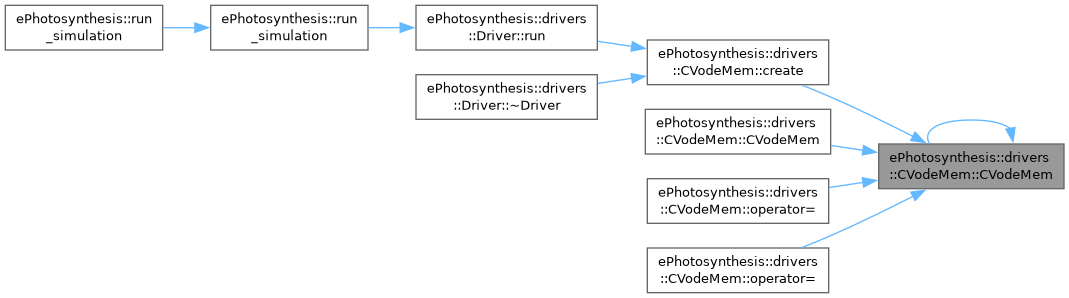 ePhotosynthesis::run
_simulation
ePhotosynthesis::run
_simulation
ePhotosynthesis::drivers
::Driver::run
ePhotosynthesis::drivers
::CVodeMem::create
ePhotosynthesis::drivers
::Driver::~Driver
ePhotosynthesis::drivers
::CVodeMem::CVodeMem
ePhotosynthesis::drivers
::CVodeMem::CVodeMem
ePhotosynthesis::drivers
::CVodeMem::operator=
ePhotosynthesis::drivers
::CVodeMem::operator=